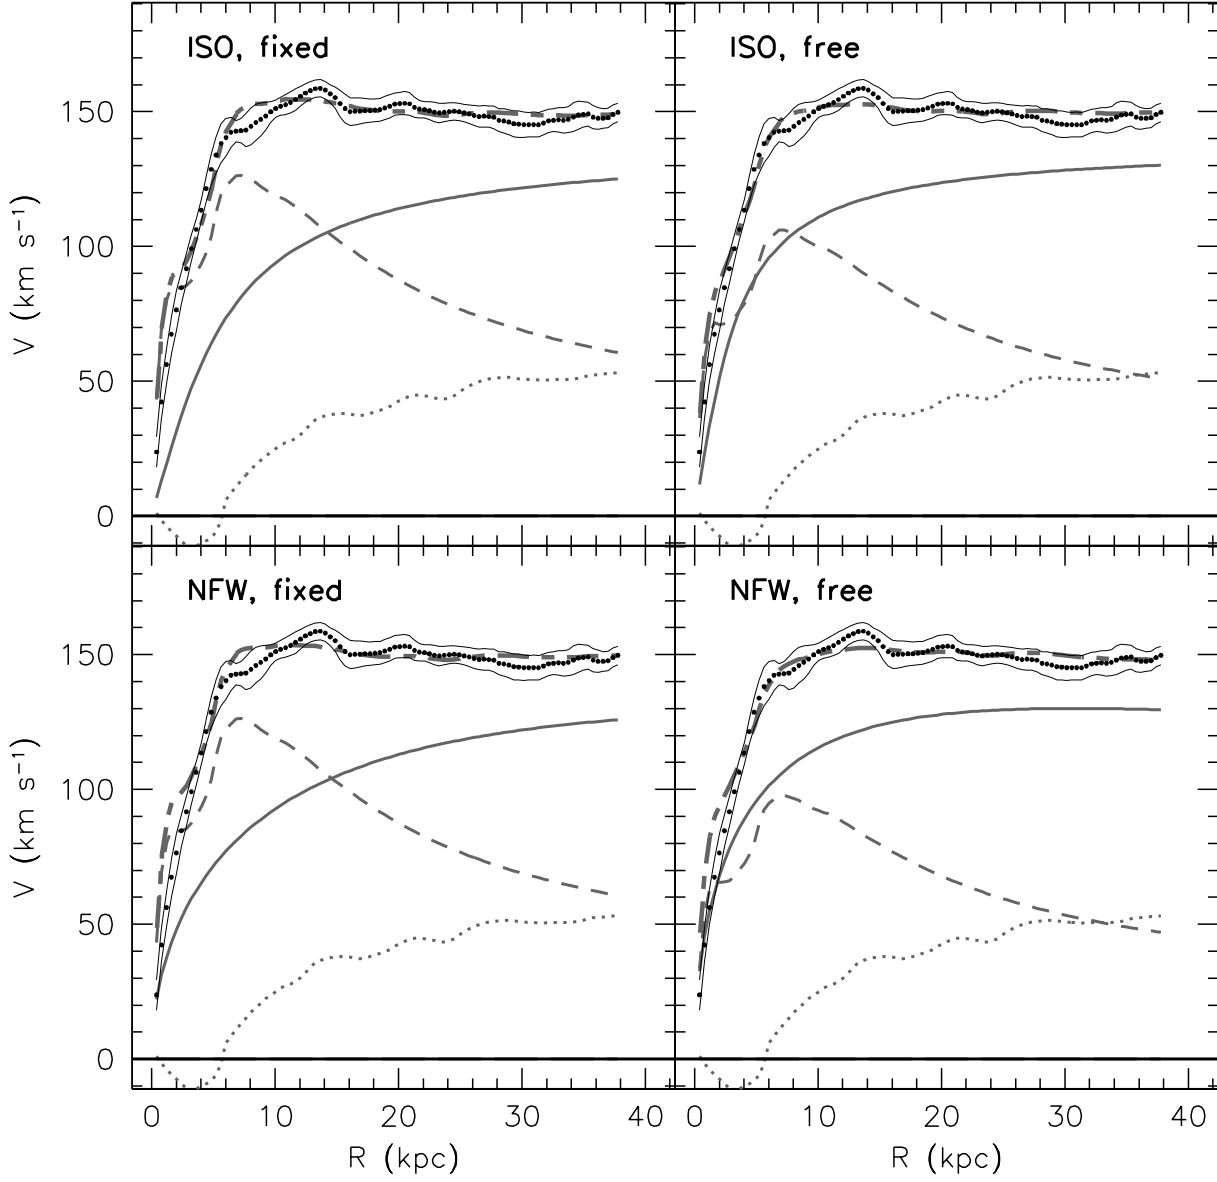 ISO, fixed
ISO, free
150
100
50
0
V (km s⁻¹)
NFW, fixed
NFW, free
150
100
50
0
V (km s⁻¹)
0 10 20 30 40 0 10 20 30 40
R (kpc) R (kpc)